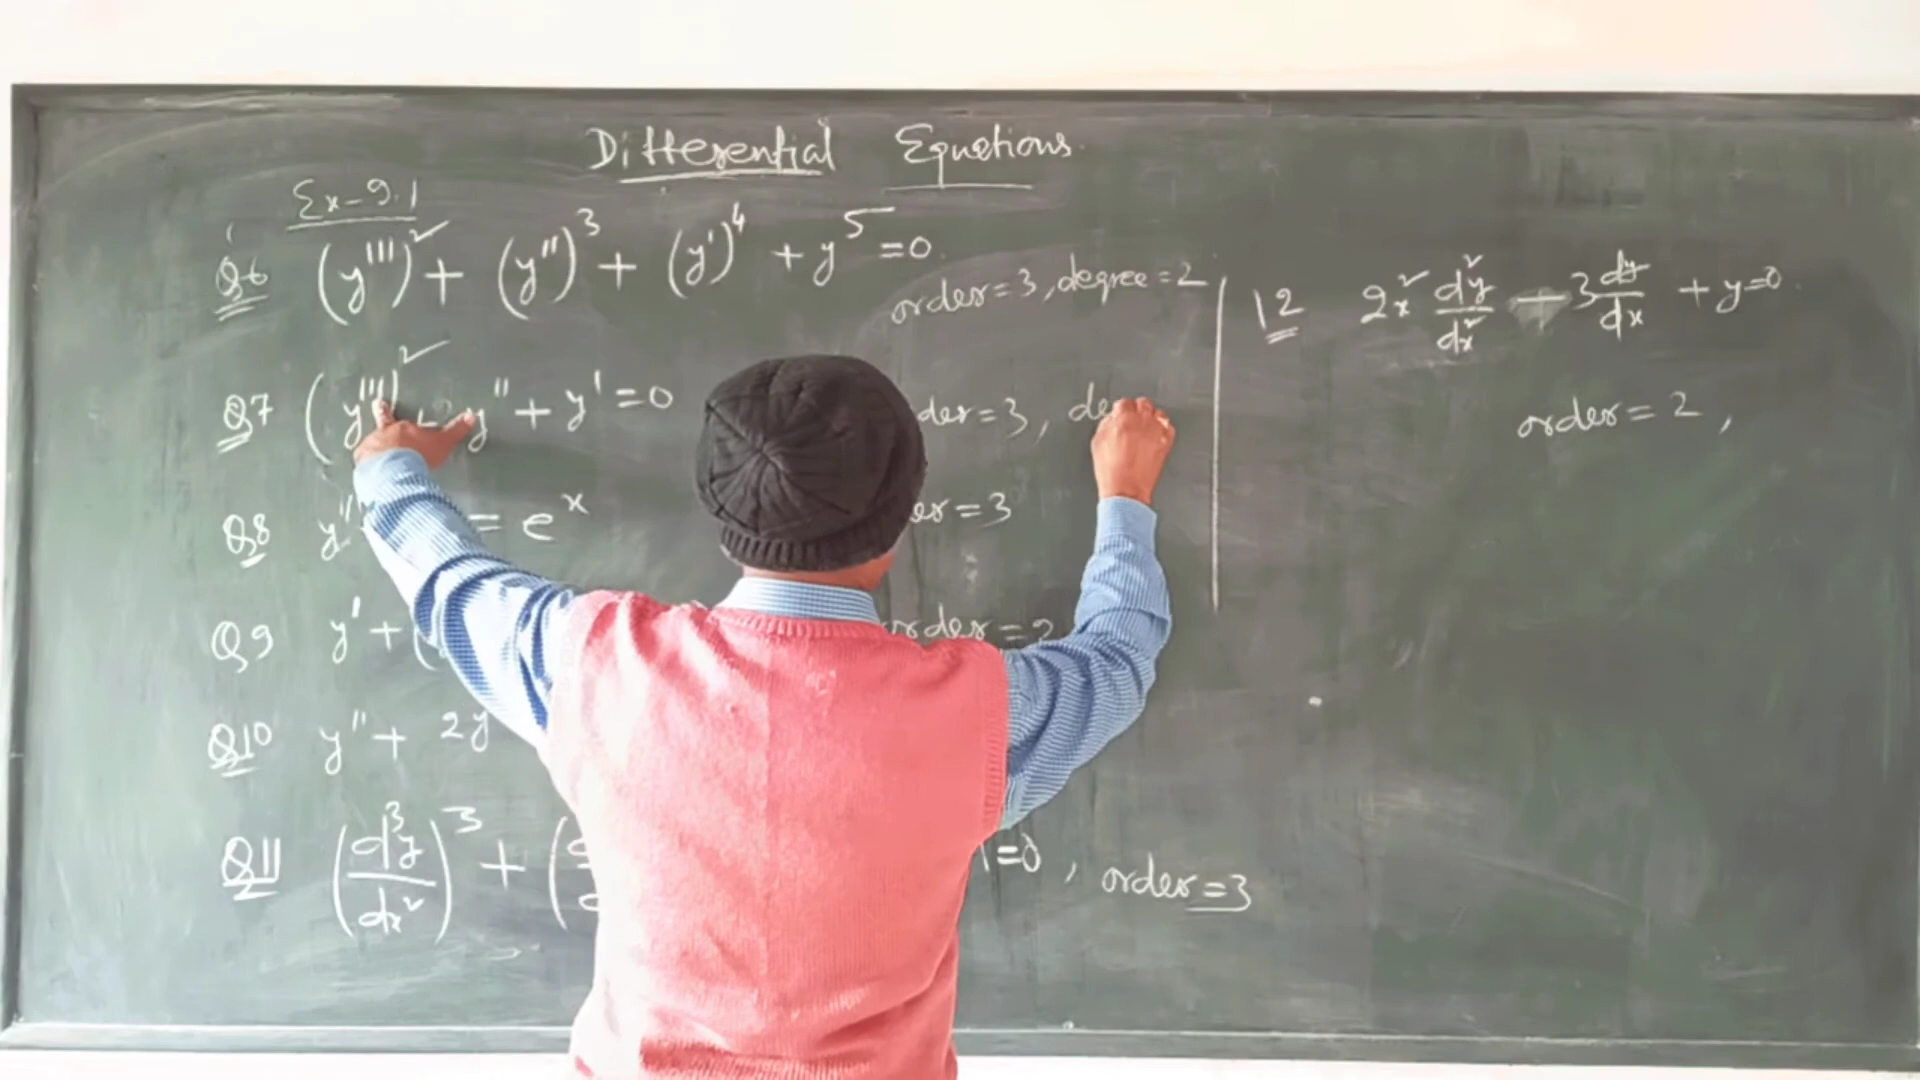 Differential Equations.
Ex-9.1
Q6 (y''')² + (y'')³ + (y')⁴ + y⁵ = 0.
order=3, degree=2
Q7 (y''')² + y'' + y' = 0 der=3, de
Q8 y'' = eˣ er=3
Q9 y' + ( order=2
Q10 y'' + 2y
Q11 (d³y/dx²)³ + ( 1=0, order=3
12 2x² d²y/dx² - 3 dy/dx + y=0.
order=2,